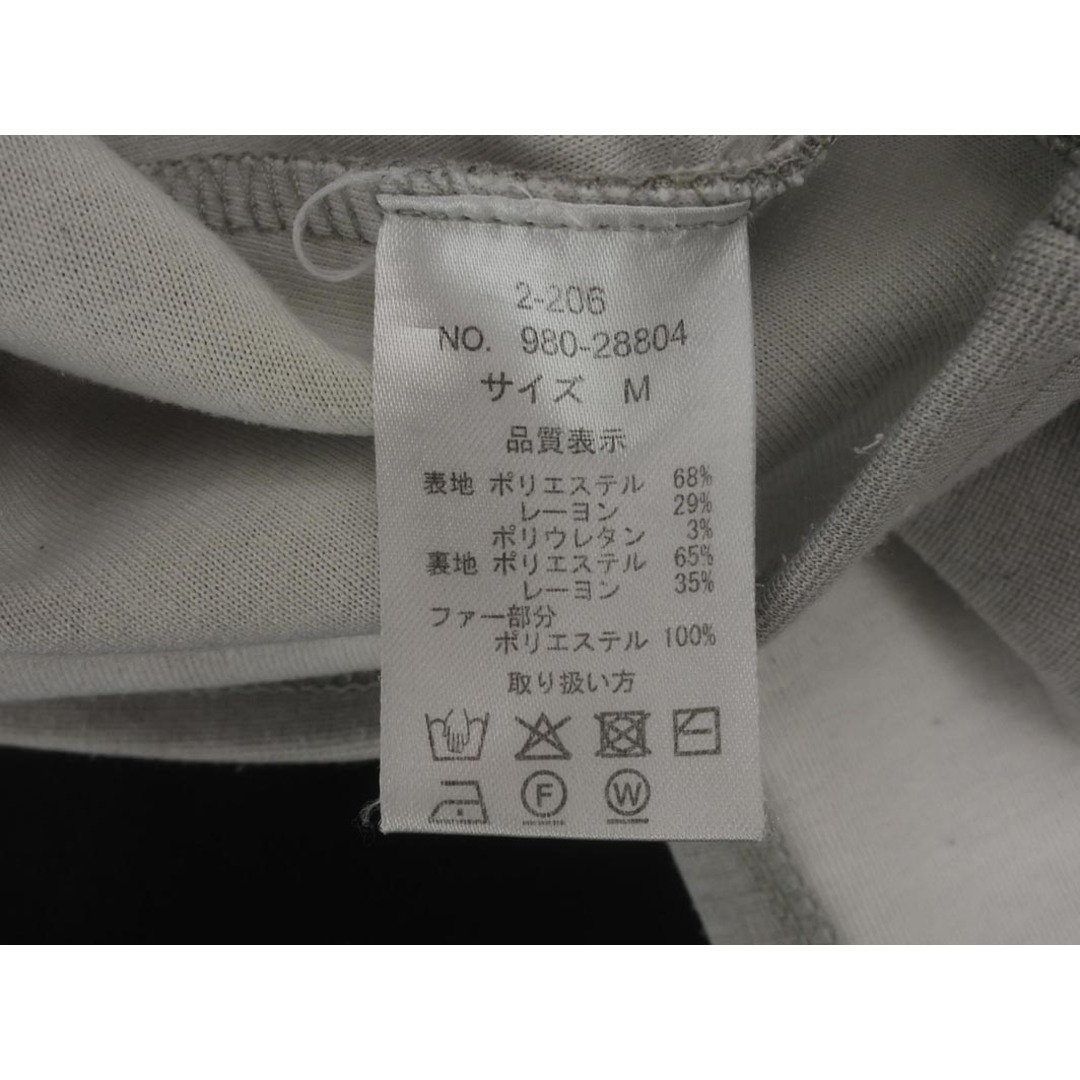 2-206
NO. 980-28804
サイズ M
品質表示
表地 ポリエステル 68%
レーヨン 29%
ポリウレタン 3%
裏地 ポリエステル 65%
レーヨン 35%
ファー部分
ポリエステル 100%
取り扱い方
F W